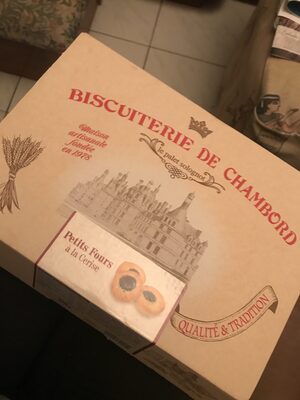 BISCUITERIE DE CHAMBORD
Maison
artisanale
fondée
en 1978
le palet solognot
Petits Fours
à la Cerise
QUALITÉ & TRADITION